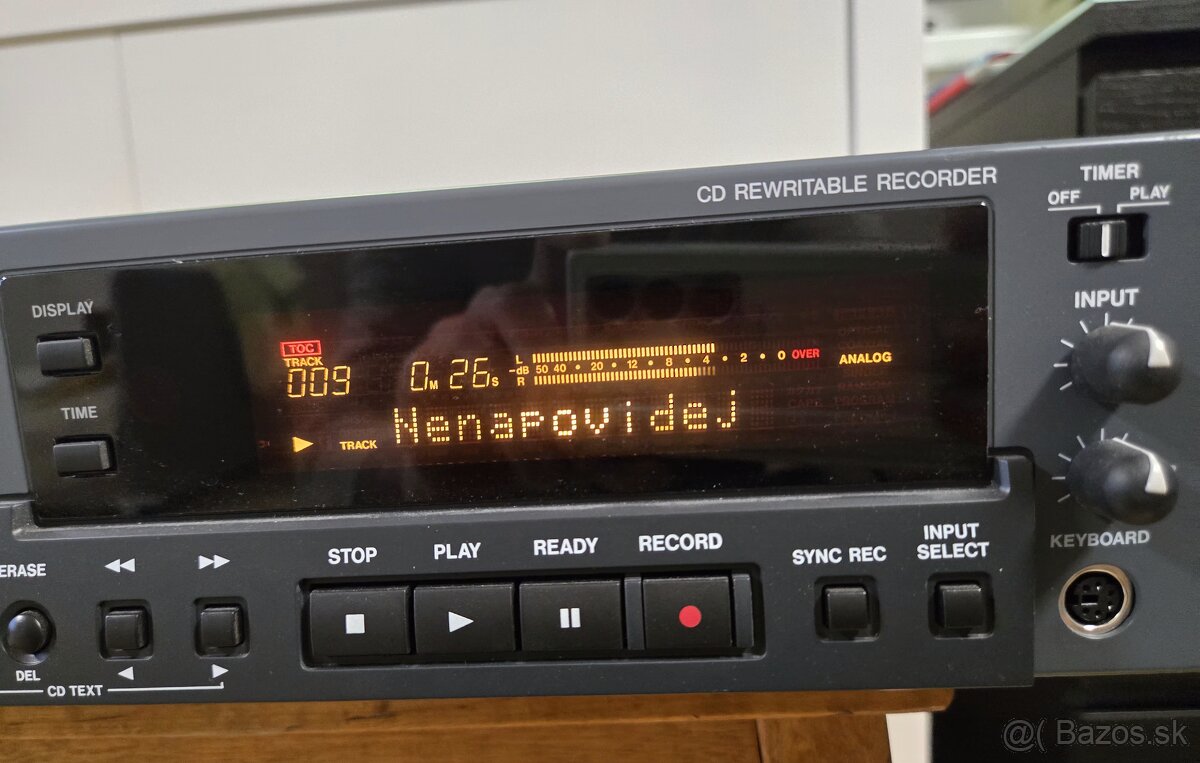 CD REWRITABLE RECORDER
TIMER
OFF PLAY
DISPLAY
INPUT
TOC
TRACK
009 0M 26S
L
-dB 50 40 • 20 • 12 • 8 • 4 • 2 • 0 OVER
R
ANALOG
TIME
TRACK NenapovideJ
KEYBOARD
ERASE
STOP PLAY READY RECORD
SYNC REC
INPUT
SELECT
DEL
CD TEXT
@( Bazos.sk